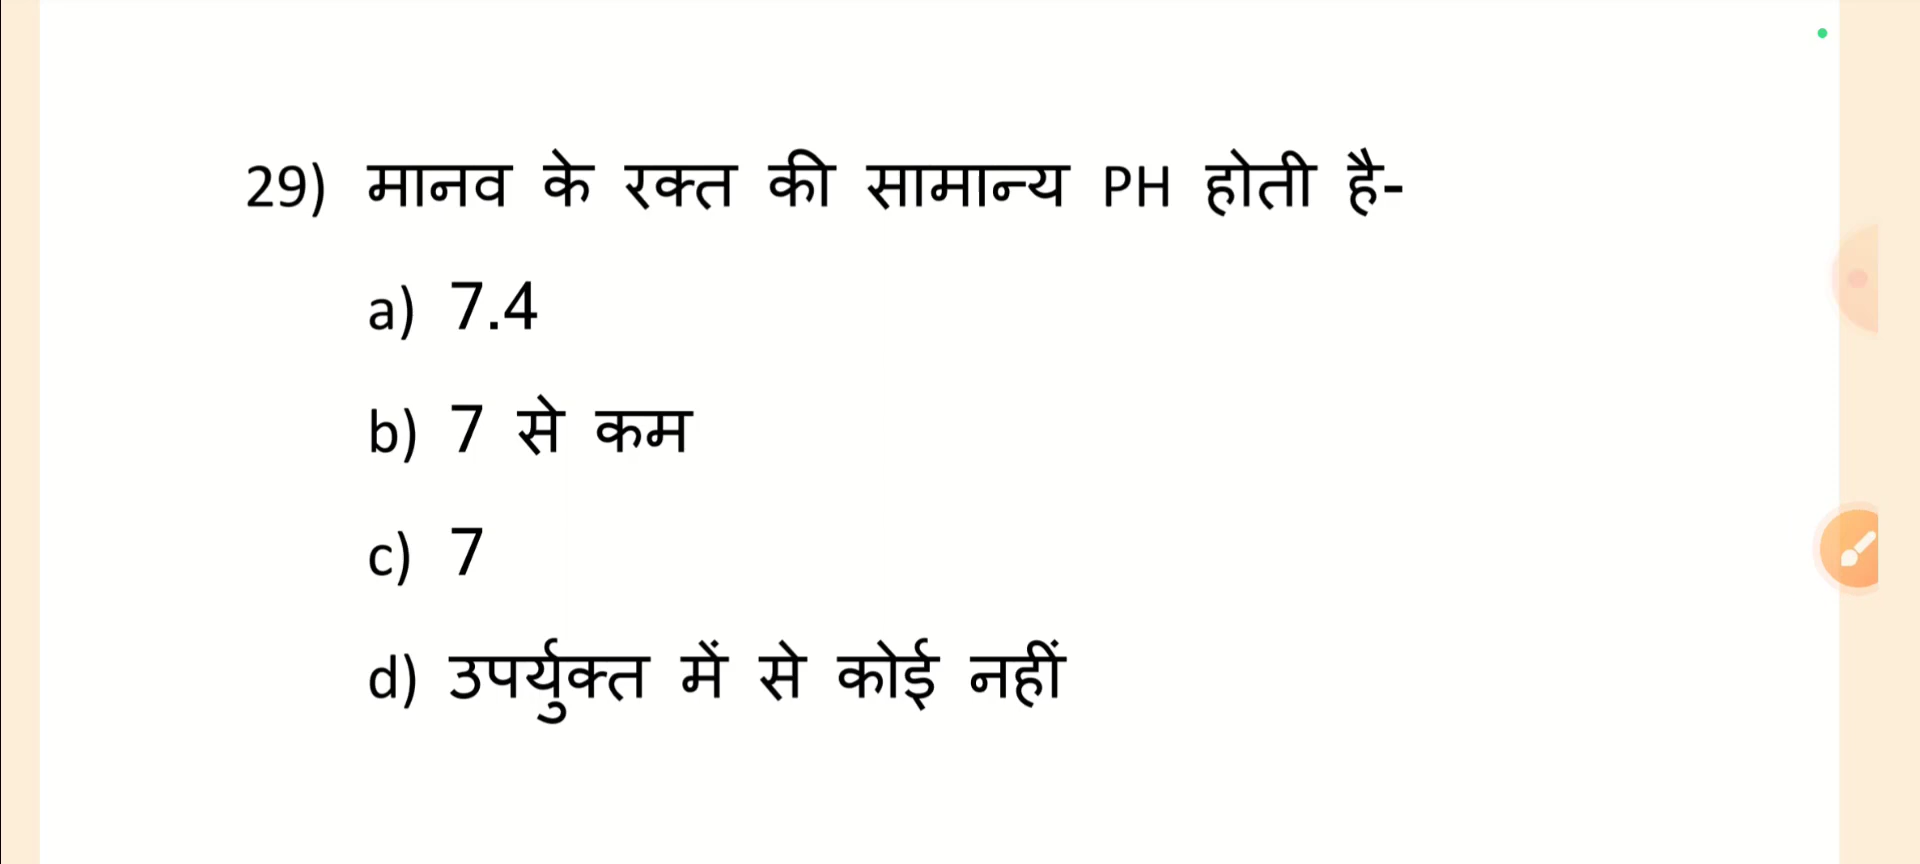 29) मानव के रक्त की सामान्य PH होती है-
a) 7.4
b) 7 से कम
c) 7
d) उपर्युक्त में से कोई नहीं